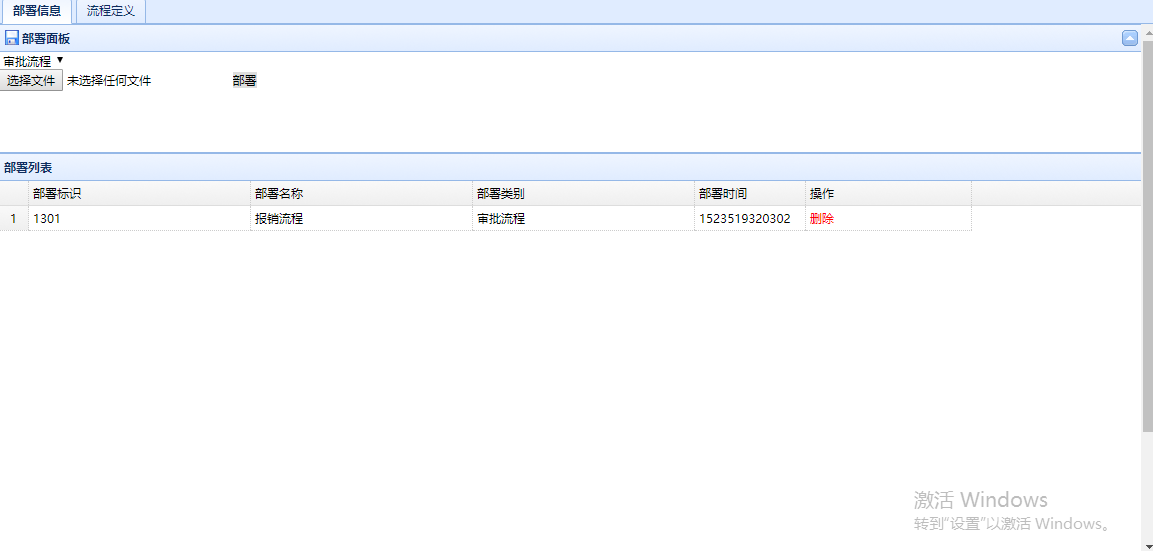 部署信息 流程定义
部署面板
审批流程
选择文件 未选择任何文件 部署
部署列表
部署标识 部署名称 部署类别 部署时间 操作
1 1301 报销流程 审批流程 1523519320302 删除
激活 Windows
转到“设置”以激活 Windows。